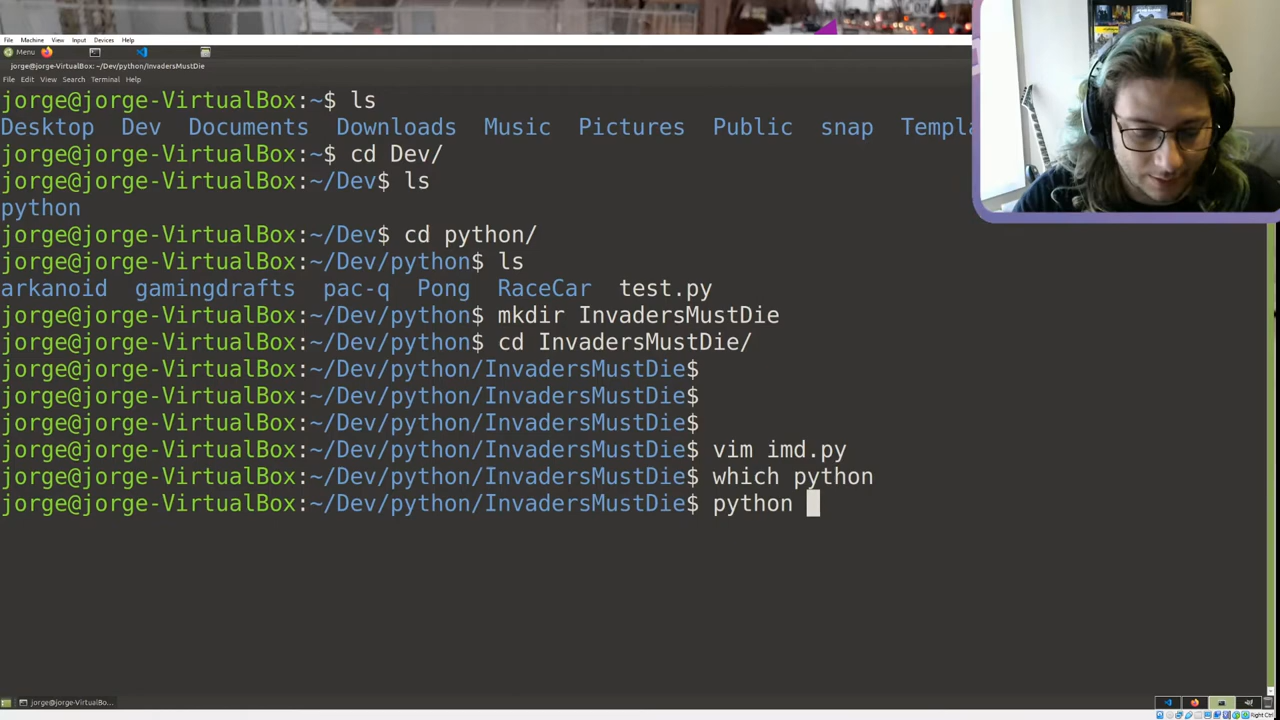 File Machine View Input Devices Help
Menu
jorge@jorge-VirtualBox: ~/Dev/python/InvadersMustDie
File Edit View Search Terminal Help
jorge@jorge-VirtualBox:~$ ls
Desktop Dev Documents Downloads Music Pictures Public snap Templa
jorge@jorge-VirtualBox:~$ cd Dev/
jorge@jorge-VirtualBox:~/Dev$ ls
python
jorge@jorge-VirtualBox:~/Dev$ cd python/
jorge@jorge-VirtualBox:~/Dev/python$ ls
arkanoid gamingdrafts pac-q Pong RaceCar test.py
jorge@jorge-VirtualBox:~/Dev/python$ mkdir InvadersMustDie
jorge@jorge-VirtualBox:~/Dev/python$ cd InvadersMustDie/
jorge@jorge-VirtualBox:~/Dev/python/InvadersMustDie$
jorge@jorge-VirtualBox:~/Dev/python/InvadersMustDie$
jorge@jorge-VirtualBox:~/Dev/python/InvadersMustDie$
jorge@jorge-VirtualBox:~/Dev/python/InvadersMustDie$ vim imd.py
jorge@jorge-VirtualBox:~/Dev/python/InvadersMustDie$ which python
jorge@jorge-VirtualBox:~/Dev/python/InvadersMustDie$ python
jorge@jorge-VirtualBo...
Right Ctrl